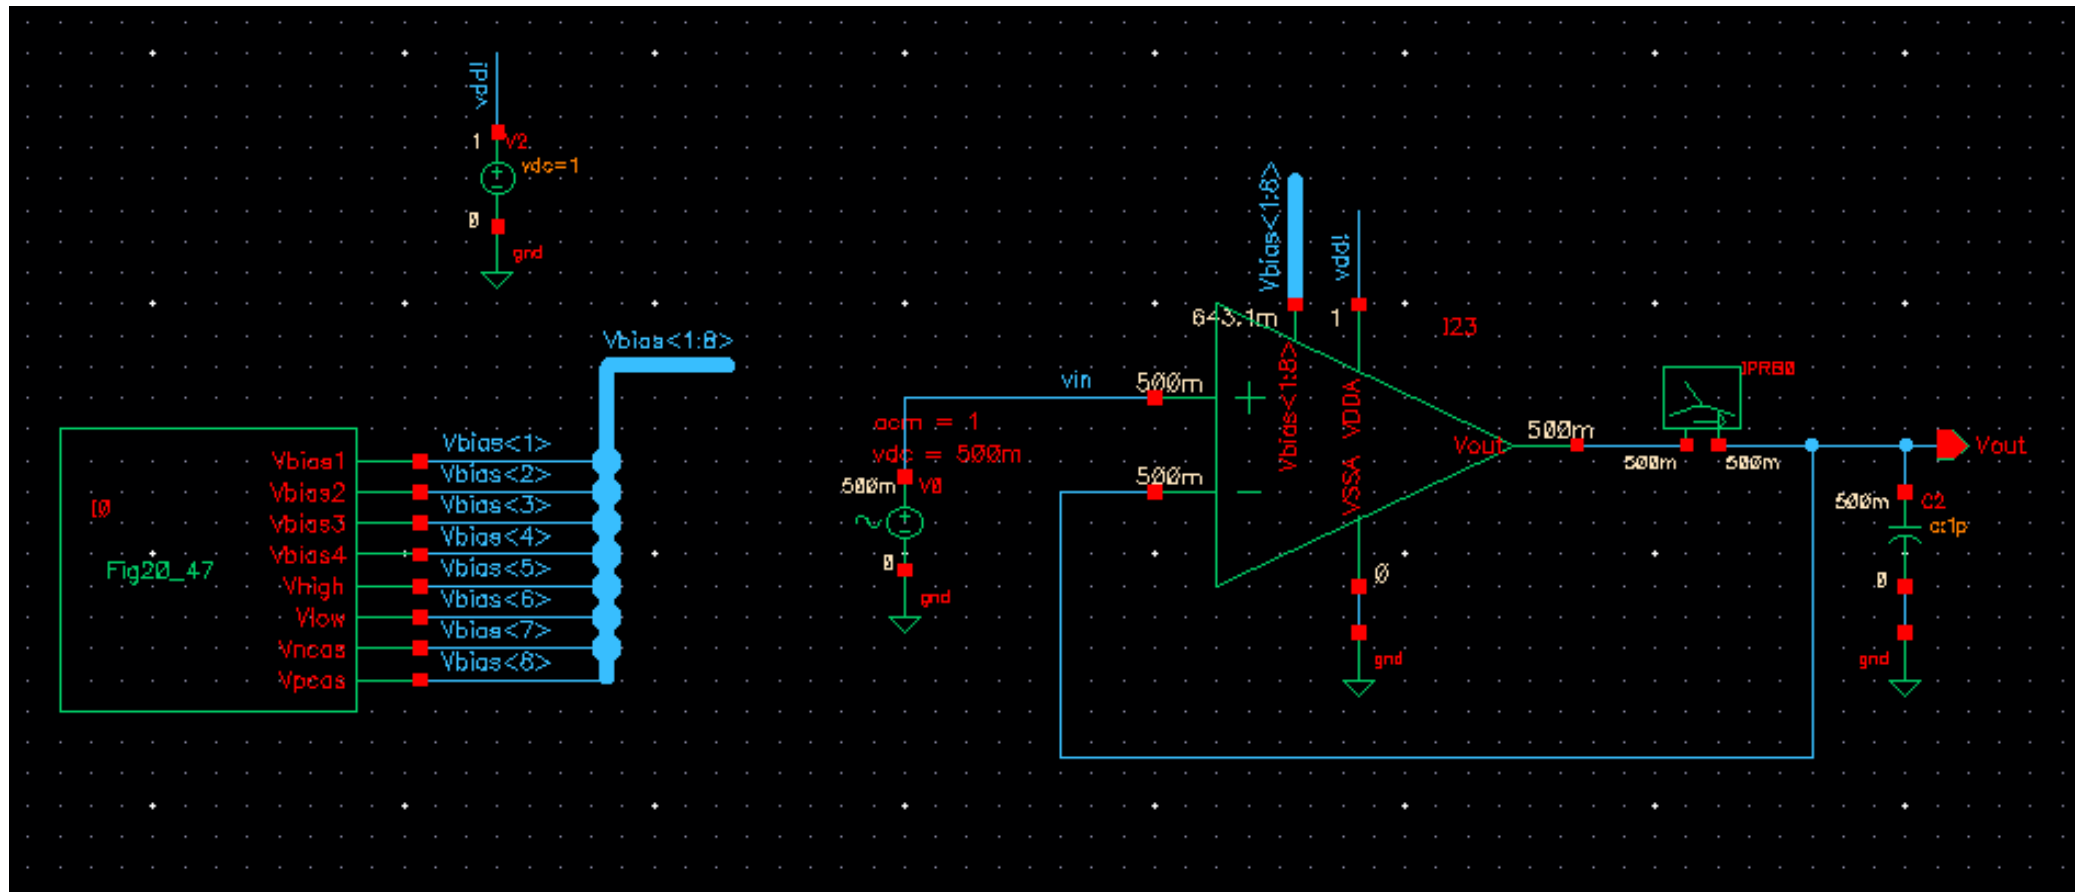 vdd!
1
V2
vdc=1
0
gnd
Vbias<1:8>
I0
Fig20_47
Vbias1
Vbias2
Vbias3
Vbias4
Vhigh
Vlow
Vncas
Vpcas
Vbias<1>
Vbias<2>
Vbias<3>
Vbias<4>
Vbias<5>
Vbias<6>
Vbias<7>
Vbias<8>
vin
acm = 1
vdc = 500m
500m
V0
0
gnd
Vbias<1:8>
vdd!
643.1m
1
I23
500m
500m
Vbias<1:8>
VSSA VDDA
Vout
500m
0
gnd
IPRB0
500m
500m
Vout
500m
C2
c:1p
0
gnd